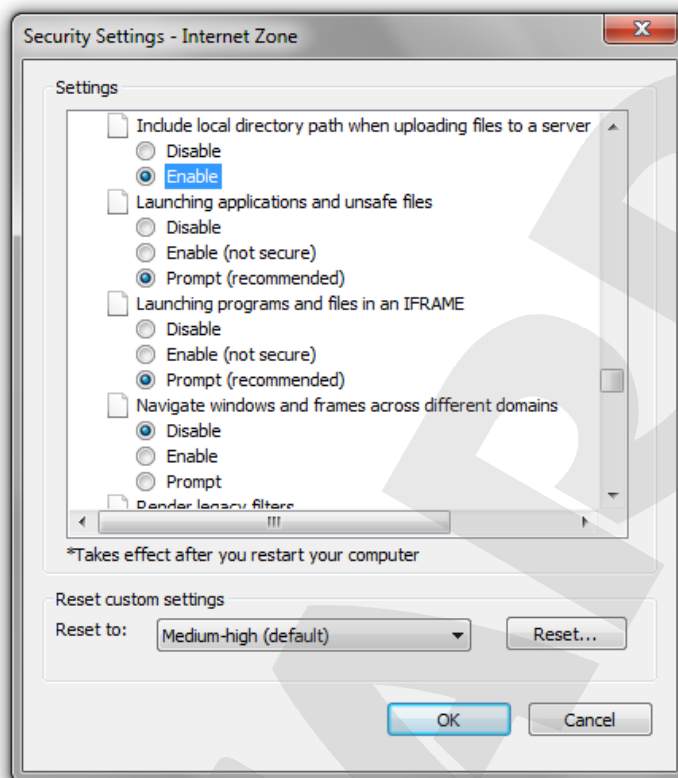 Security Settings - Internet Zone
Settings
Include local directory path when uploading files to a server
Disable
Enable
Launching applications and unsafe files
Disable
Enable (not secure)
Prompt (recommended)
Launching programs and files in an IFRAME
Disable
Enable (not secure)
Prompt (recommended)
Navigate windows and frames across different domains
Disable
Enable
Prompt
Render legacy filters
*Takes effect after you restart your computer
Reset custom settings
Reset to: Medium-high (default) Reset...
OK Cancel